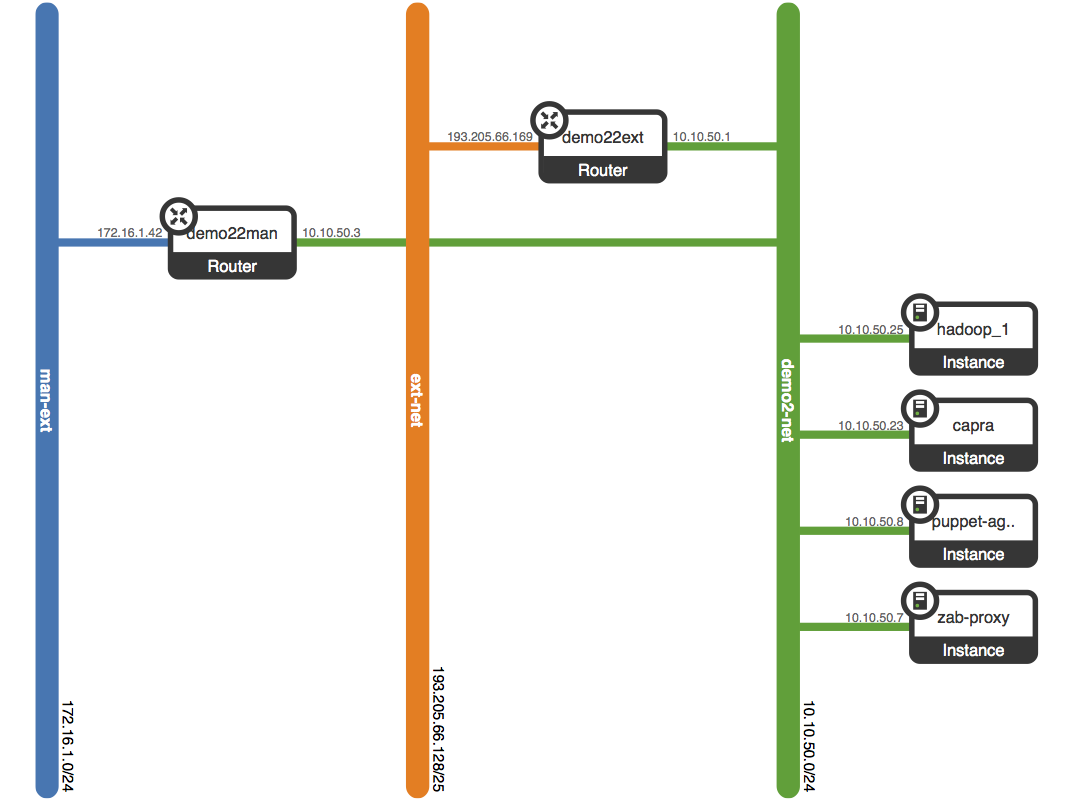 193.205.66.169
demo22ext
10.10.50.1
Router
172.16.1.42
demo22man
10.10.50.3
Router
10.10.50.25
hadoop_1
Instance
man-ext
ext-net
demo2-net
10.10.50.23
capra
Instance
10.10.50.8
puppet-ag..
Instance
10.10.50.7
zab-proxy
Instance
172.16.1.0/24
193.205.66.128/25
10.10.50.0/24